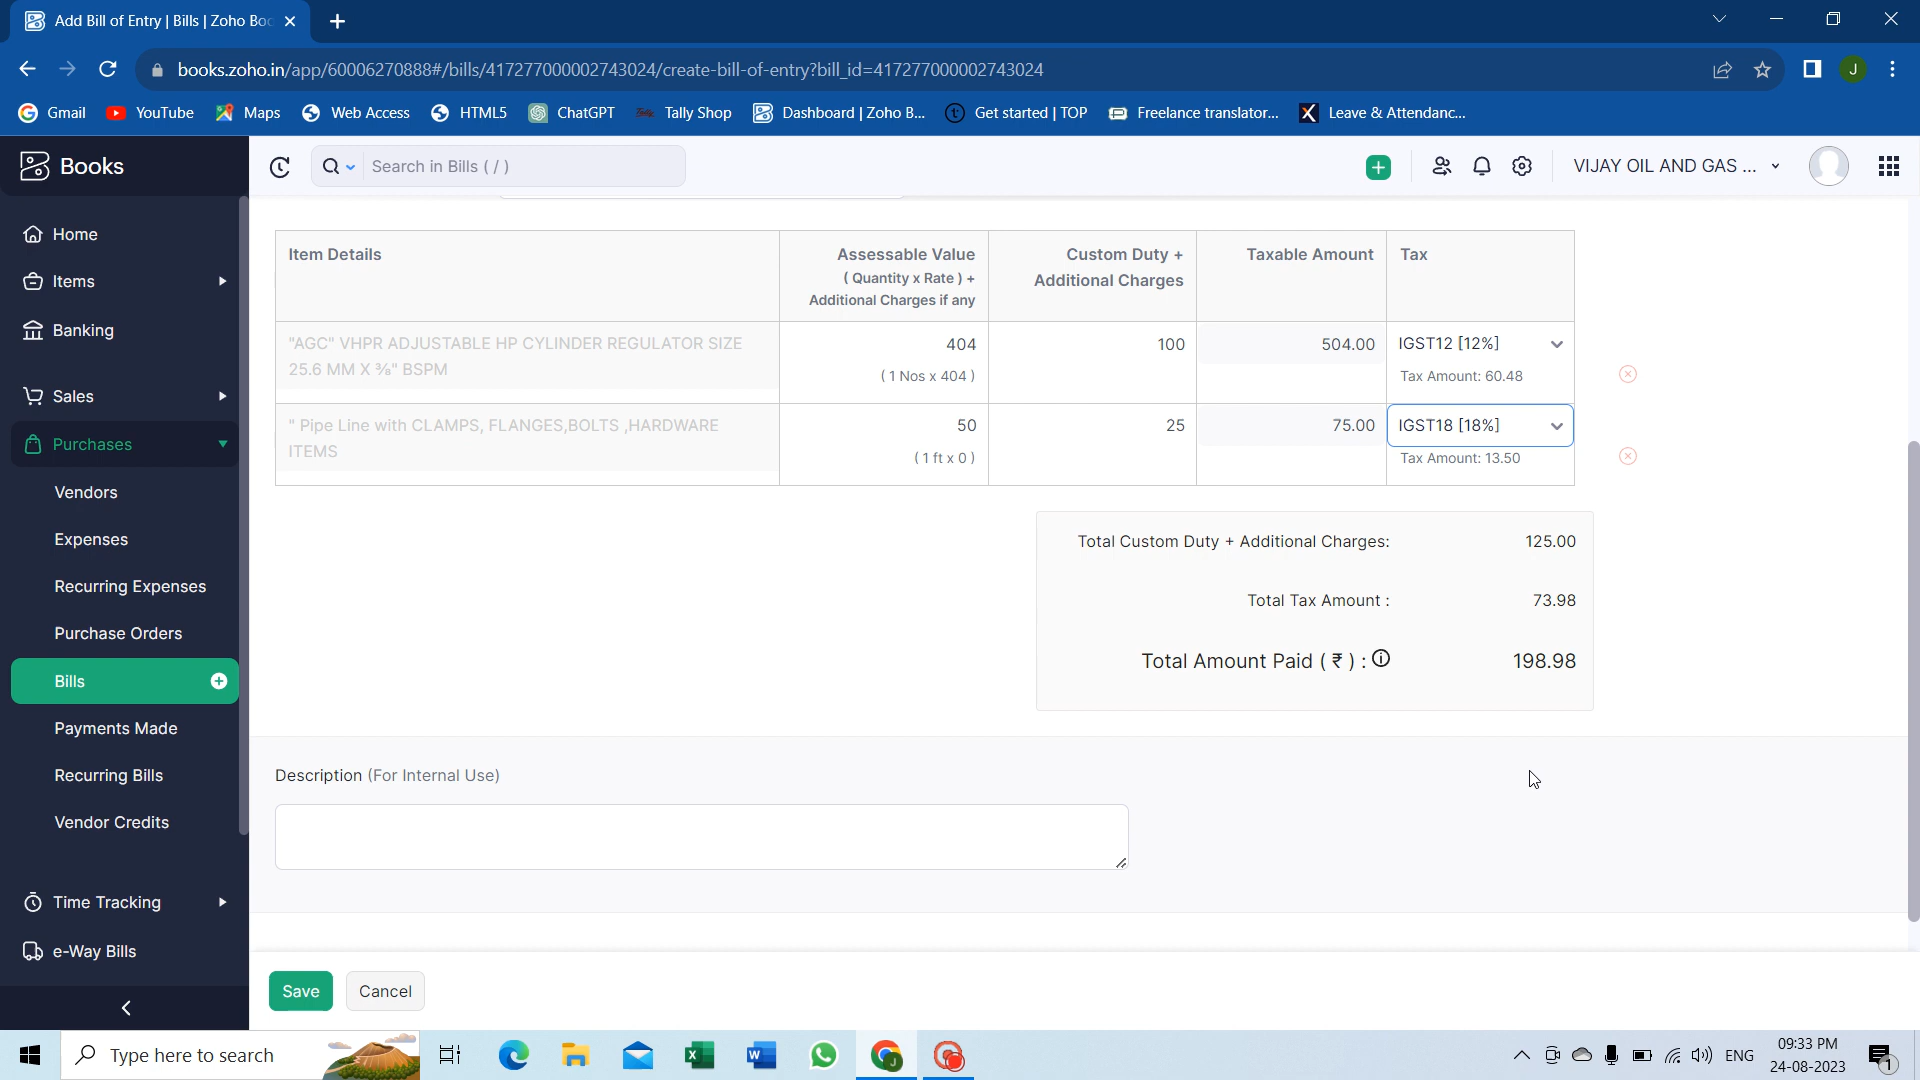 Add Bill of Entry | Bills | Zoho Boo
books.zoho.in/app/60006270888#/bills/417277000002743024/create-bill-of-entry?bill_id=417277000002743024
J
Gmail
YouTube
Maps
Web Access
HTML5
ChatGPT
Tally Shop
Dashboard | Zoho B...
Get started | TOP
Freelance translator...
Leave & Attendanc...
Books
Search in Bills ( / )
VIJAY OIL AND GAS ...
Home
Items
Banking
Sales
Purchases
Vendors
Expenses
Recurring Expenses
Purchase Orders
Bills
Payments Made
Recurring Bills
Vendor Credits
Time Tracking
e-Way Bills
Item Details
Assessable Value
( Quantity x Rate ) +
Additional Charges if any
Custom Duty +
Additional Charges
Taxable Amount
Tax
"AGC" VHPR ADJUSTABLE HP CYLINDER REGULATOR SIZE
25.6 MM X ⅜" BSPM
404
( 1 Nos x 404 )
100
504.00
IGST12 [12%]
Tax Amount: 60.48
" Pipe Line with CLAMPS, FLANGES,BOLTS ,HARDWARE
ITEMS
50
( 1 ft x 0 )
25
75.00
IGST18 [18%]
Tax Amount: 13.50
Total Custom Duty + Additional Charges: 125.00
Total Tax Amount : 73.98
Total Amount Paid ( ₹ ) : 198.98
Description (For Internal Use)
Save
Cancel
Type here to search
ENG
09:33 PM
24-08-2023
1